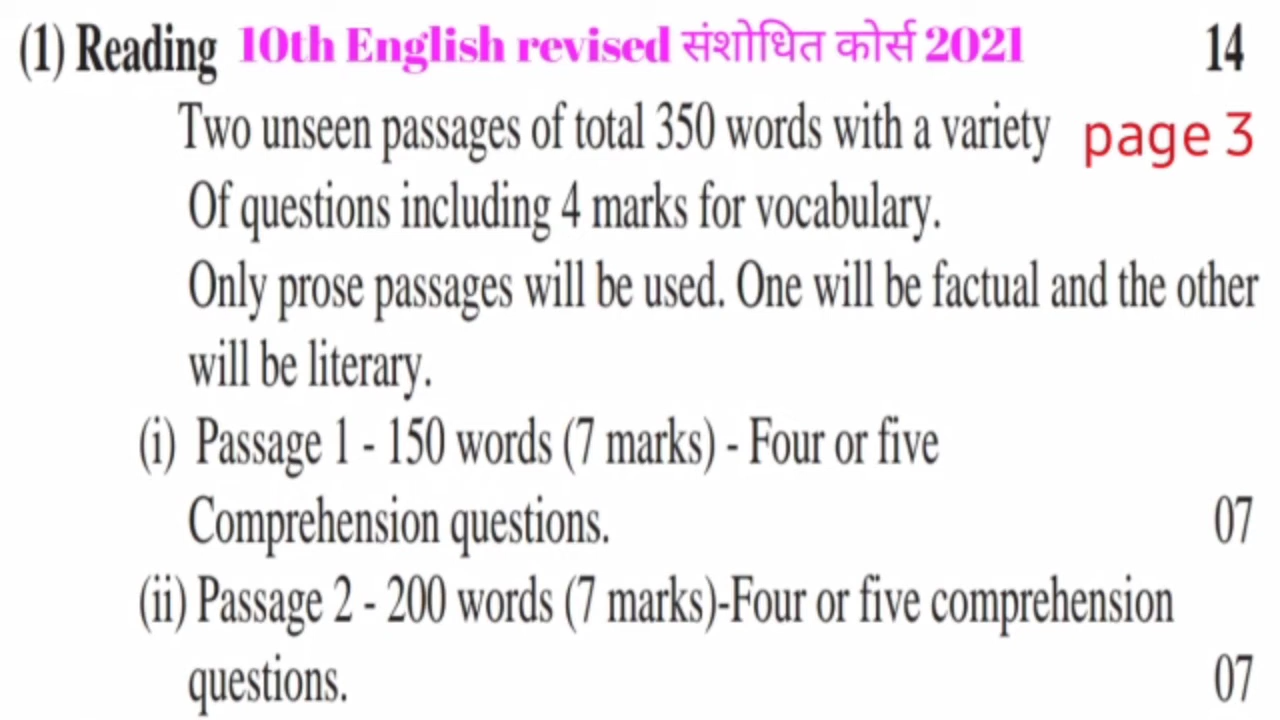 (1) Reading 10th English revised संशोधित कोर्स 2021 14
Two unseen passages of total 350 words with a variety page 3
Of questions including 4 marks for vocabulary.
Only prose passages will be used. One will be factual and the other
will be literary.
(i) Passage 1 - 150 words (7 marks) - Four or five
Comprehension questions. 07
(ii) Passage 2 - 200 words (7 marks)-Four or five comprehension
questions. 07